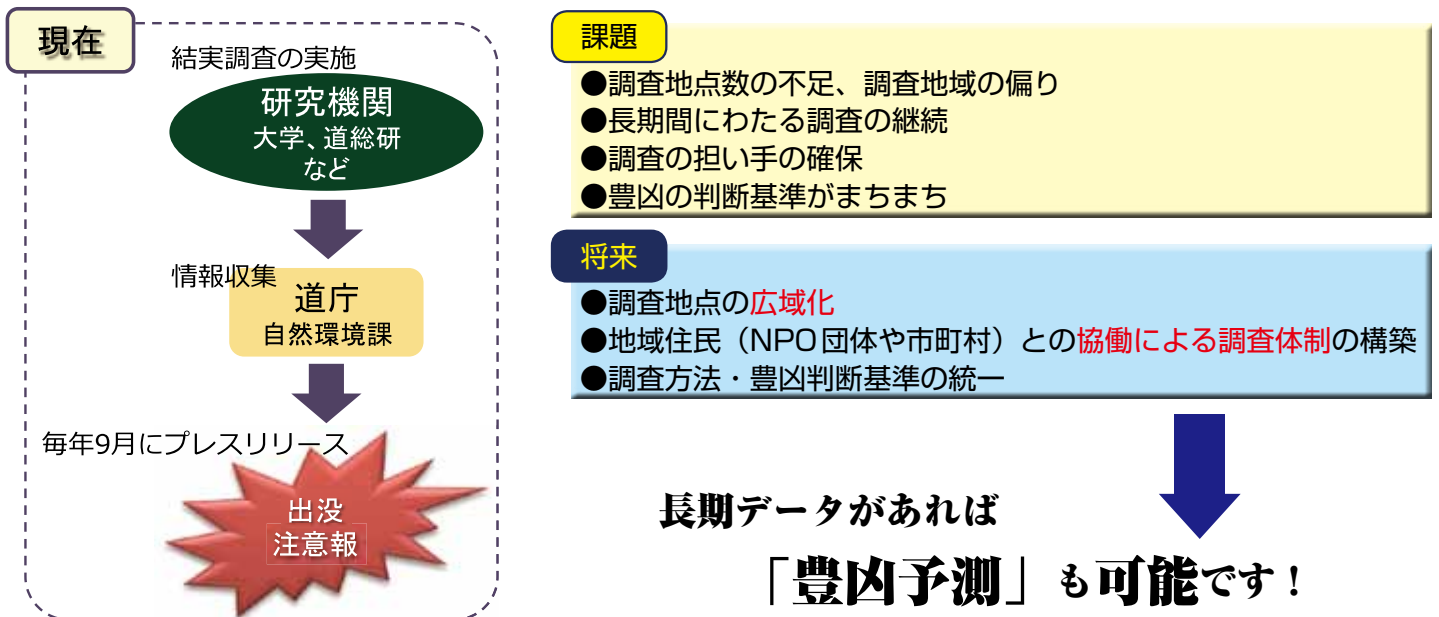 現在
結実調査の実施
研究機関
大学、道総研
など
情報収集
道庁
自然環境課
毎年9月にプレスリリース
出没
注意報
課題
●調査地点数の不足、調査地域の偏り
●長期間にわたる調査の継続
●調査の担い手の確保
●豊凶の判断基準がまちまち
将来
●調査地点の広域化
●地域住民（NPO団体や市町村）との協働による調査体制の構築
●調査方法・豊凶判断基準の統一
長期データがあれば
「豊凶予測」も可能です！